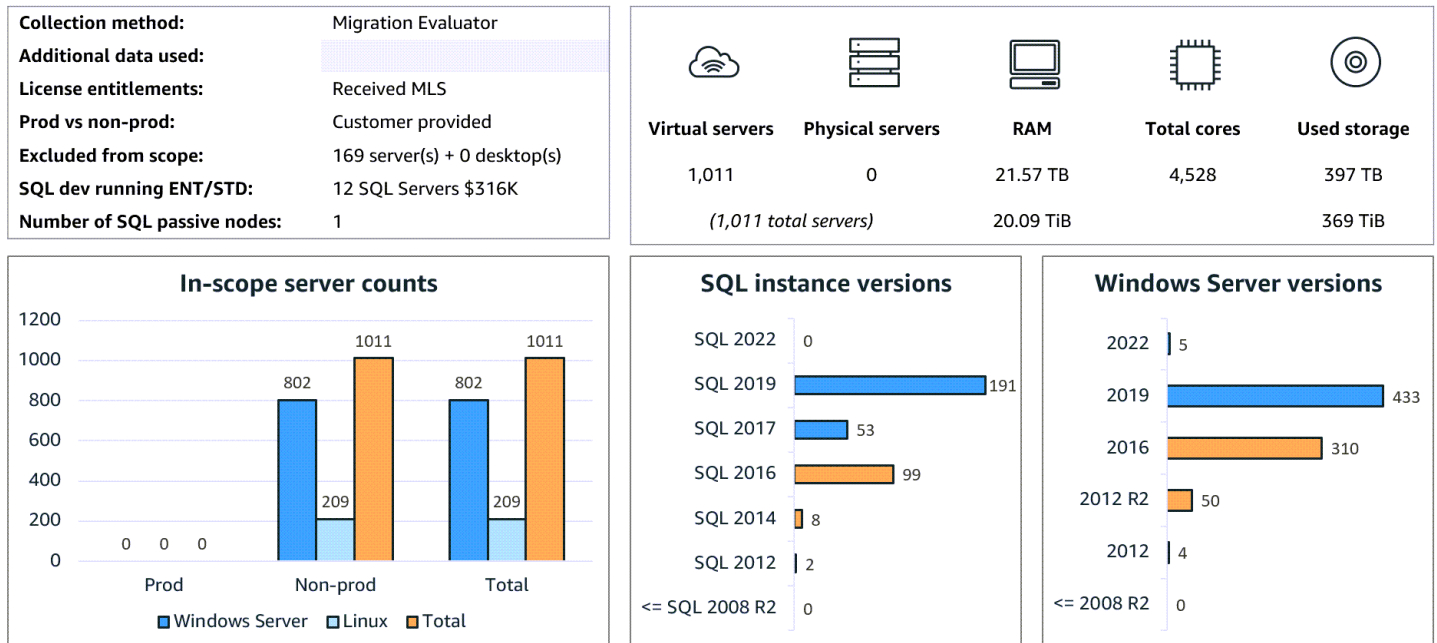 Collection method: Migration Evaluator
Additional data used:
License entitlements: Received MLS
Prod vs non-prod: Customer provided
Excluded from scope: 169 server(s) + 0 desktop(s)
SQL dev running ENT/STD: 12 SQL Servers $316K
Number of SQL passive nodes: 1
Virtual servers Physical servers RAM Total cores Used storage
1,011 0 21.57 TB 4,528 397 TB
(1,011 total servers) 20.09 TiB 369 TiB
In-scope server counts
1200
1000
800
600
400
200
0
0 0 0
802 209 1011
802 209 1011
Prod Non-prod Total
Windows Server Linux Total
SQL instance versions
SQL 2022 0
SQL 2019 191
SQL 2017 53
SQL 2016 99
SQL 2014 8
SQL 2012 2
<= SQL 2008 R2 0
Windows Server versions
2022 5
2019 433
2016 310
2012 R2 50
2012 4
<= 2008 R2 0